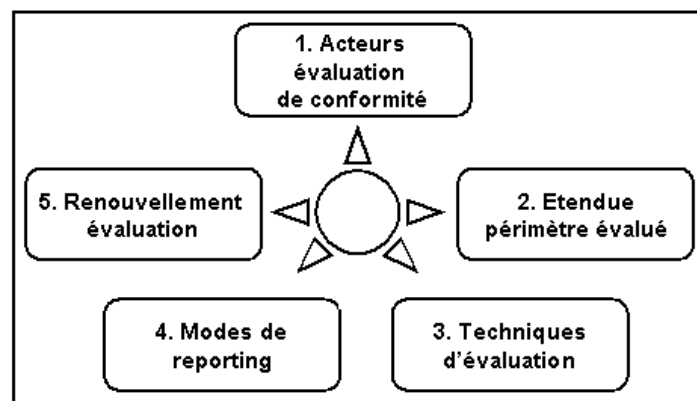 1. Acteurs
évaluation
de conformité
2. Etendue
périmètre évalué
3. Techniques
d'évaluation
4. Modes de
reporting
5. Renouvellement
évaluation